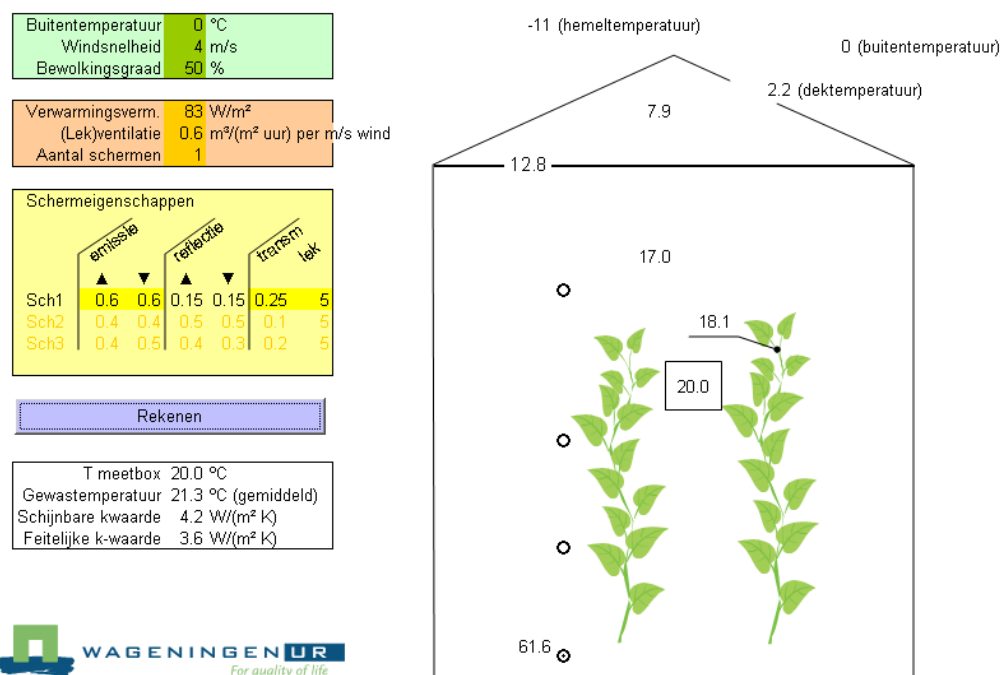 Buitentemperatuur 0 °C
Windsnelheid 4 m/s
Bewolkingsgraad 50 %
Verwarmingsverm. 83 W/m²
(Lek)ventilatie 0.6 m³/(m² uur) per m/s wind
Aantal schermen 1
Schermeigenschappen
emissie reflectie transm lek
▲ ▼ ▲ ▼
Sch1 0.6 0.6 0.15 0.15 0.25 5
Sch2 0.4 0.4 0.5 0.5 0.1 5
Sch3 0.4 0.5 0.4 0.3 0.2 5
Rekenen
T meetbox 20.0 °C
Gewastemperatuur 21.3 °C (gemiddeld)
Schijnbare kwaarde 4.2 W/(m² K)
Feitelijke k-waarde 3.6 W/(m² K)
WAGENINGEN UR
For quality of life
-11 (hemeltemperatuur)
0 (buitentemperatuur)
2.2 (dektemperatuur)
7.9
12.8
17.0
18.1
20.0
61.6